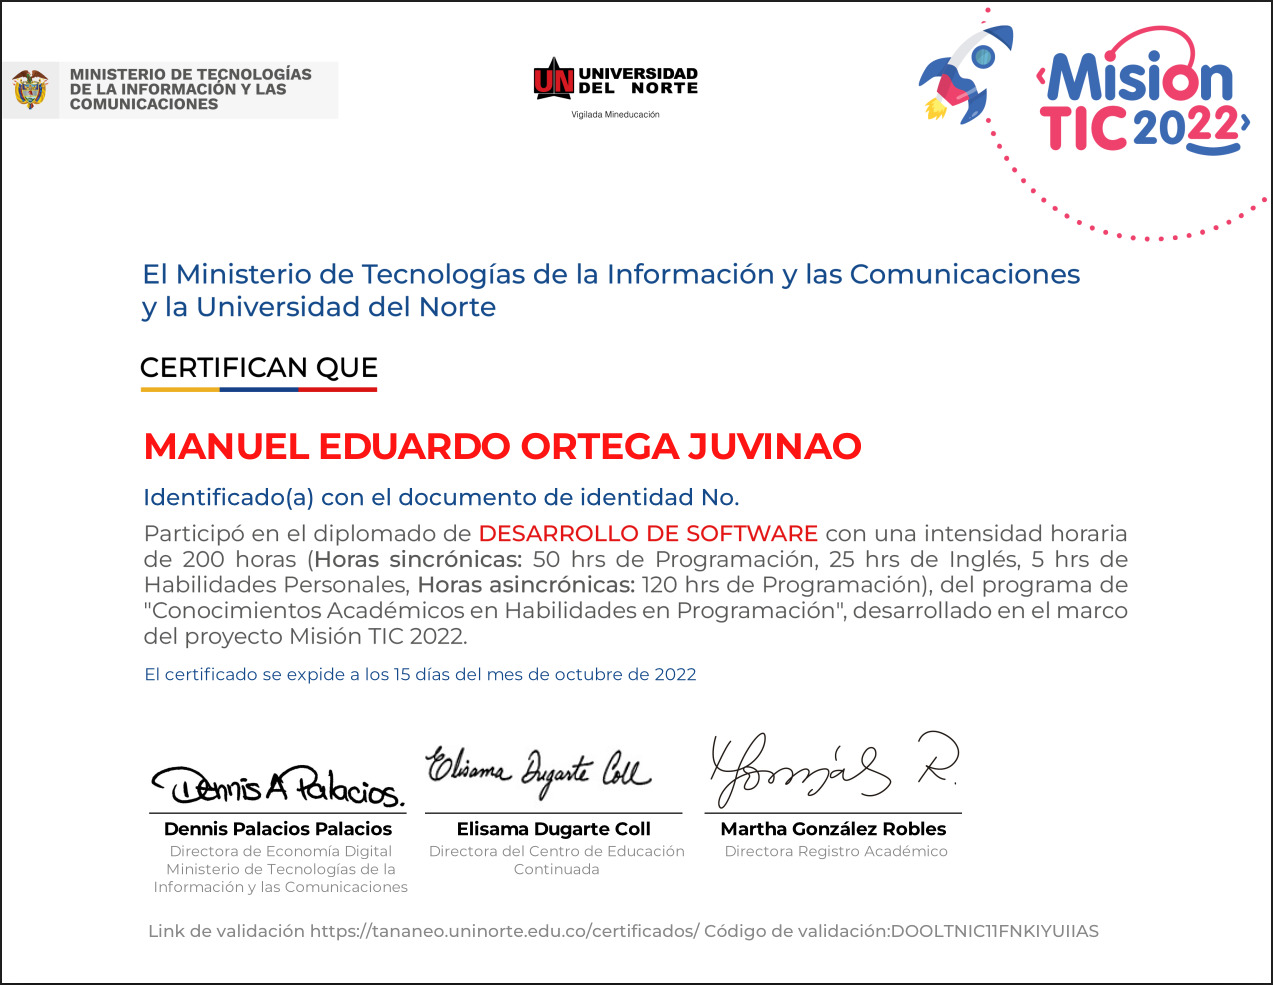 MINISTERIO DE TECNOLOGÍAS
DE LA INFORMACIÓN Y LAS
COMUNICACIONES
UN UNIVERSIDAD
DEL NORTE
Vigilada Mineducación
‹Misión
TIC 2022›
El Ministerio de Tecnologías de la Información y las Comunicaciones
y la Universidad del Norte
CERTIFICAN QUE
MANUEL EDUARDO ORTEGA JUVINAO
Identificado(a) con el documento de identidad No.
Participó en el diplomado de DESARROLLO DE SOFTWARE con una intensidad horaria
de 200 horas (Horas sincrónicas: 50 hrs de Programación, 25 hrs de Inglés, 5 hrs de
Habilidades Personales, Horas asincrónicas: 120 hrs de Programación), del programa de
"Conocimientos Académicos en Habilidades en Programación", desarrollado en el marco
del proyecto Misión TIC 2022.
El certificado se expide a los 15 días del mes de octubre de 2022
Dennis A Palacios.
Elisama Dugarte Coll
Dennis Palacios Palacios
Directora de Economía Digital
Ministerio de Tecnologías de la
Información y las Comunicaciones
Elisama Dugarte Coll
Directora del Centro de Educación
Continuada
Martha González Robles
Directora Registro Académico
Link de validación https://tananeo.uninorte.edu.co/certificados/ Código de validación:DOOLTNIC11FNKIYUIIAS